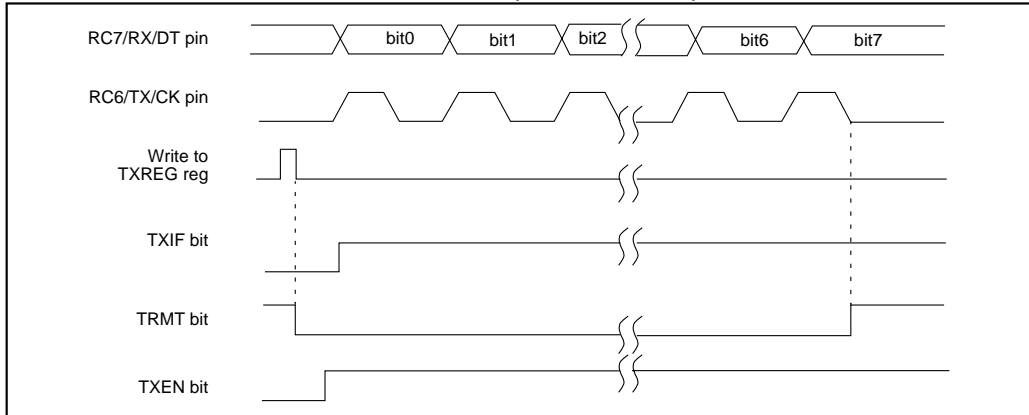 RC7/RX/DT pin
bit0
bit1
bit2
bit6
bit7
RC6/TX/CK pin
Write to
TXREG reg
TXIF bit
TRMT bit
TXEN bit